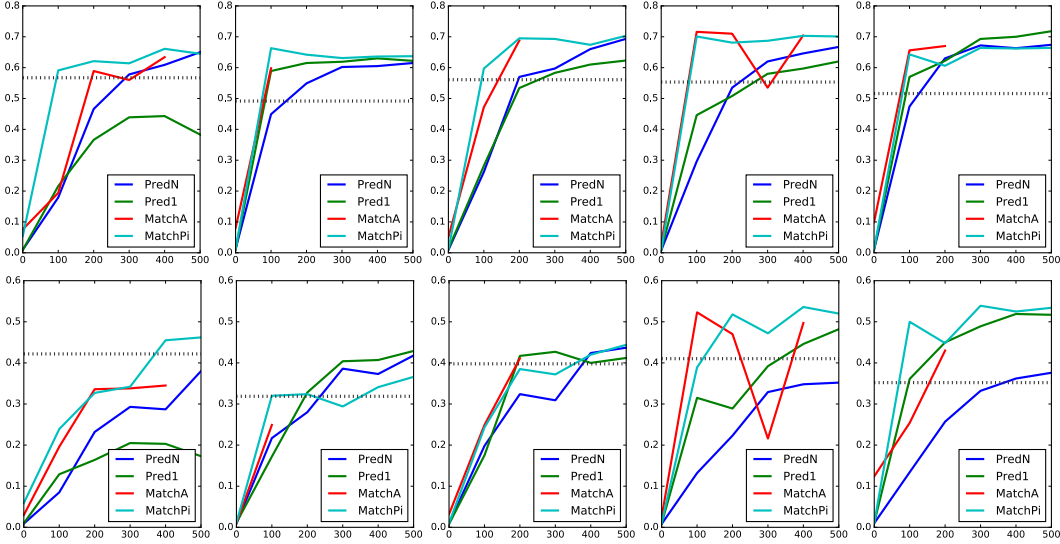 0.8 0.8 0.8 0.8 0.8
0.7 0.7 0.7 0.7 0.7
0.6 0.6 0.6 0.6 0.6
0.5 0.5 0.5 0.5 0.5
0.4 0.4 0.4 0.4 0.4
0.3 0.3 0.3 0.3 0.3
0.2 PredN 0.2 PredN 0.2 PredN 0.2 PredN 0.2 PredN
Pred1 Pred1 Pred1 Pred1 Pred1
0.1 MatchA 0.1 MatchA 0.1 MatchA 0.1 MatchA 0.1 MatchA
MatchPi MatchPi MatchPi MatchPi MatchPi
0.0 0.0 0.0 0.0 0.0
0 100 200 300 400 500 0 100 200 300 400 500 0 100 200 300 400 500 0 100 200 300 400 500 0 100 200 300 400 500
0.6 0.6 0.6 0.6 0.6
0.5 0.5 0.5 0.5 0.5
0.4 0.4 0.4 0.4 0.4
0.3 0.3 0.3 0.3 0.3
0.2 0.2 0.2 0.2 0.2
PredN PredN PredN PredN PredN
Pred1 Pred1 Pred1 Pred1 Pred1
0.1 MatchA 0.1 MatchA 0.1 MatchA 0.1 MatchA 0.1 MatchA
MatchPi MatchPi MatchPi MatchPi MatchPi
0.0 0.0 0.0 0.0 0.0
0 100 200 300 400 500 0 100 200 300 400 500 0 100 200 300 400 500 0 100 200 300 400 500 0 100 200 300 400 500